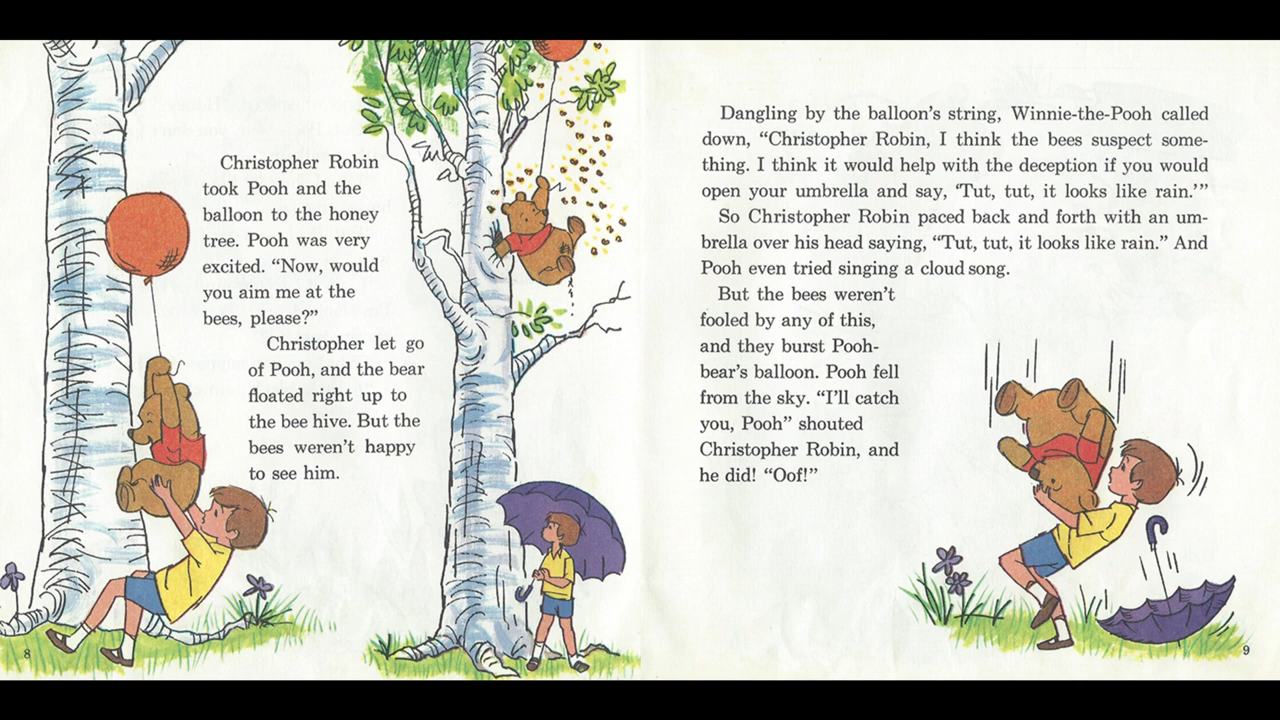 Christopher Robin
took Pooh and the
balloon to the honey
tree. Pooh was very
excited. “Now, would
you aim me at the
bees, please?”
Christopher let go
of Pooh, and the bear
floated right up to
the bee hive. But the
bees weren’t happy
to see him.
8
Dangling by the balloon’s string, Winnie-the-Pooh called
down, “Christopher Robin, I think the bees suspect some-
thing. I think it would help with the deception if you would
open your umbrella and say, ‘Tut, tut, it looks like rain.’”
So Christopher Robin paced back and forth with an um-
brella over his head saying, “Tut, tut, it looks like rain.” And
Pooh even tried singing a cloud song.
But the bees weren’t
fooled by any of this,
and they burst Pooh-
bear’s balloon. Pooh fell
from the sky. “I’ll catch
you, Pooh” shouted
Christopher Robin, and
he did! “Oof!”
9